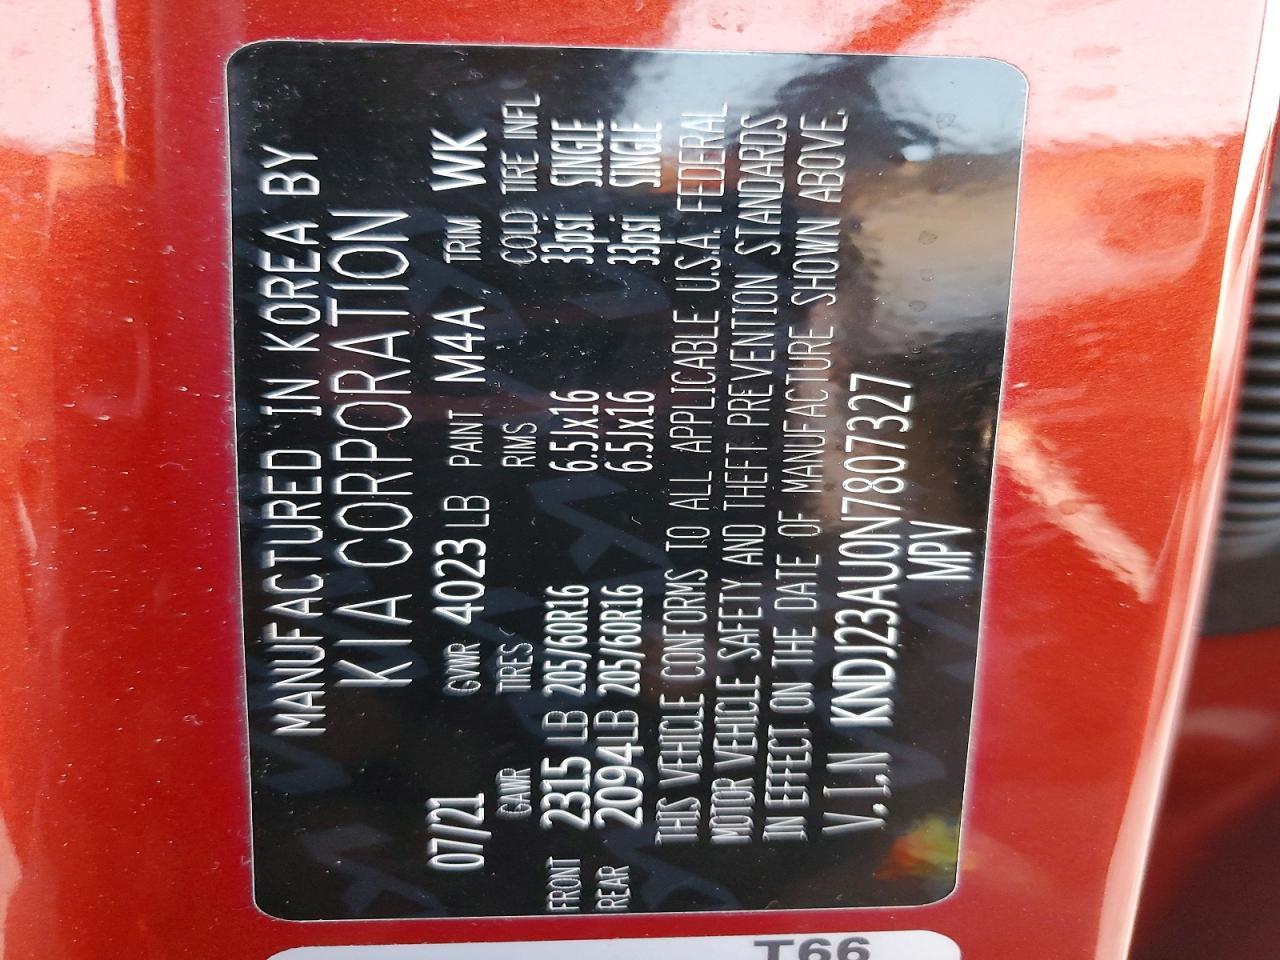 MANUFACTURED IN KOREA BY
KIA CORPORATION
07/21 GVWR 4023 LB PAINT M4A TRIM WK
GAWR TIRES RIMS COLD TIRE INFL
FRONT 2315 LB 205/60R16 6.5Jx16 33psi SINGLE
REAR 2094 LB 205/60R16 6.5Jx16 33psi SINGLE
THIS VEHICLE CONFORMS TO ALL APPLICABLE U.S.A. FEDERAL
MOTOR VEHICLE SAFETY AND THEFT PREVENTION STANDARDS
IN EFFECT ON THE DATE OF MANUFACTURE SHOWN ABOVE.
V.I.N KNDJ23AU0N7807327
MPV
T66